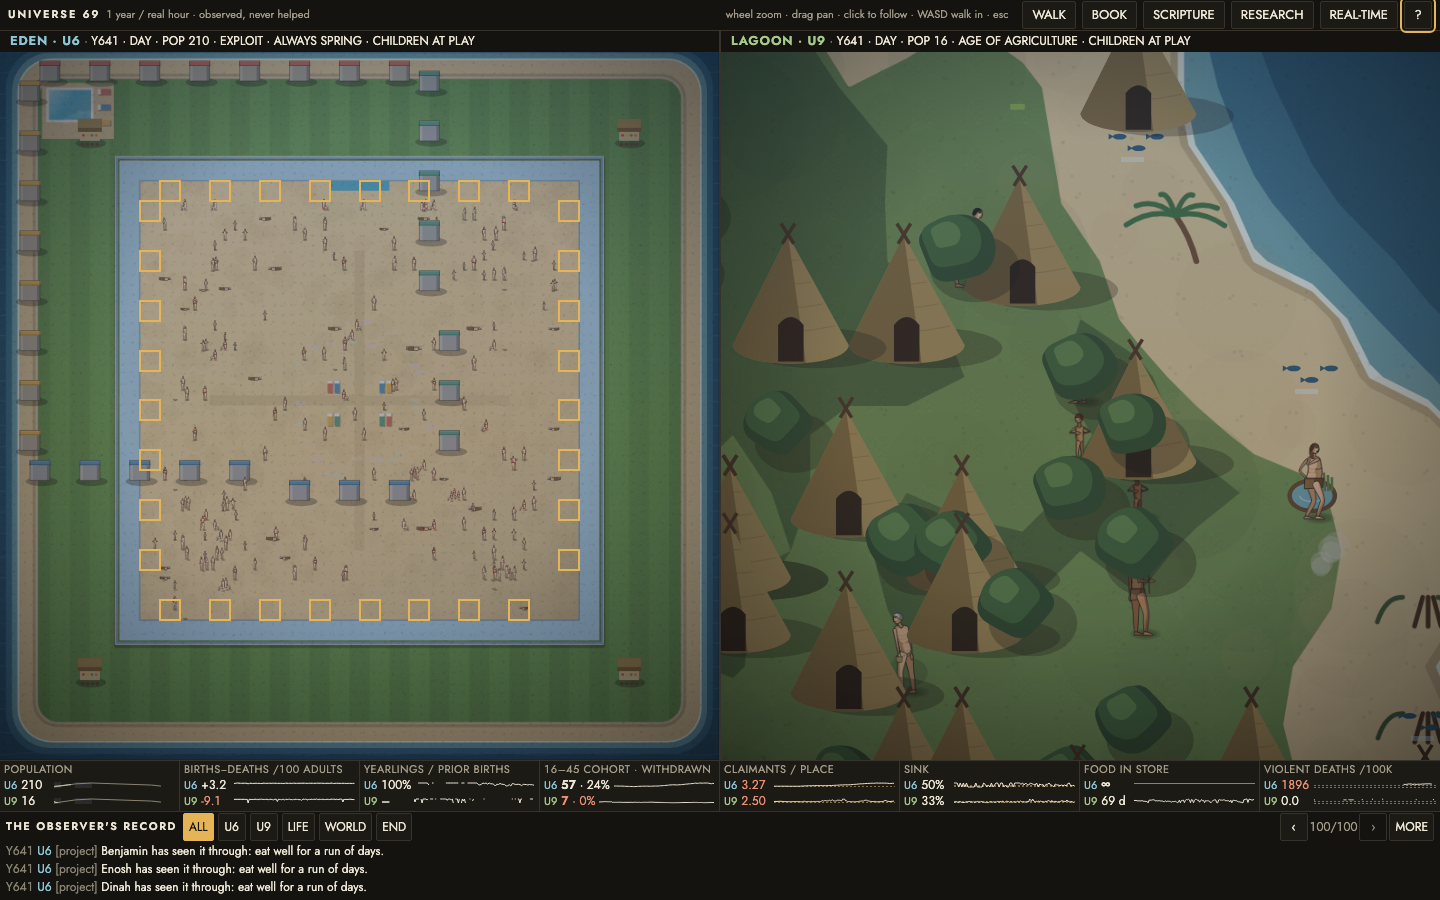 UNIVERSE 69 1 year / real hour · observed, never helped
wheel zoom · drag pan · click to follow · WASD walk in · esc
WALK
BOOK
SCRIPTURE
RESEARCH
REAL-TIME
?
EDEN · U6 · Y641 · DAY · POP 210 · EXPLOIT · ALWAYS SPRING · CHILDREN AT PLAY
LAGOON · U9 · Y641 · DAY · POP 16 · AGE OF AGRICULTURE · CHILDREN AT PLAY
POPULATION
U6 210
U9 16
BIRTHS–DEATHS /100 ADULTS
U6 +3.2
U9 -9.1
YEARLINGS / PRIOR BIRTHS
U6 100%
U9 –
16–45 COHORT · WITHDRAWN
U6 57 · 24%
U9 7 · 0%
CLAIMANTS / PLACE
U6 3.27
U9 2.50
SINK
U6 50%
U9 33%
FOOD IN STORE
U6 ∞
U9 69 d
VIOLENT DEATHS /100K
U6 1896
U9 0.0
THE OBSERVER'S RECORD
ALL
U6
U9
LIFE
WORLD
END
‹
100/100
›
MORE
Y641 U6 [project] Benjamin has seen it through: eat well for a run of days.
Y641 U6 [project] Enosh has seen it through: eat well for a run of days.
Y641 U6 [project] Dinah has seen it through: eat well for a run of days.